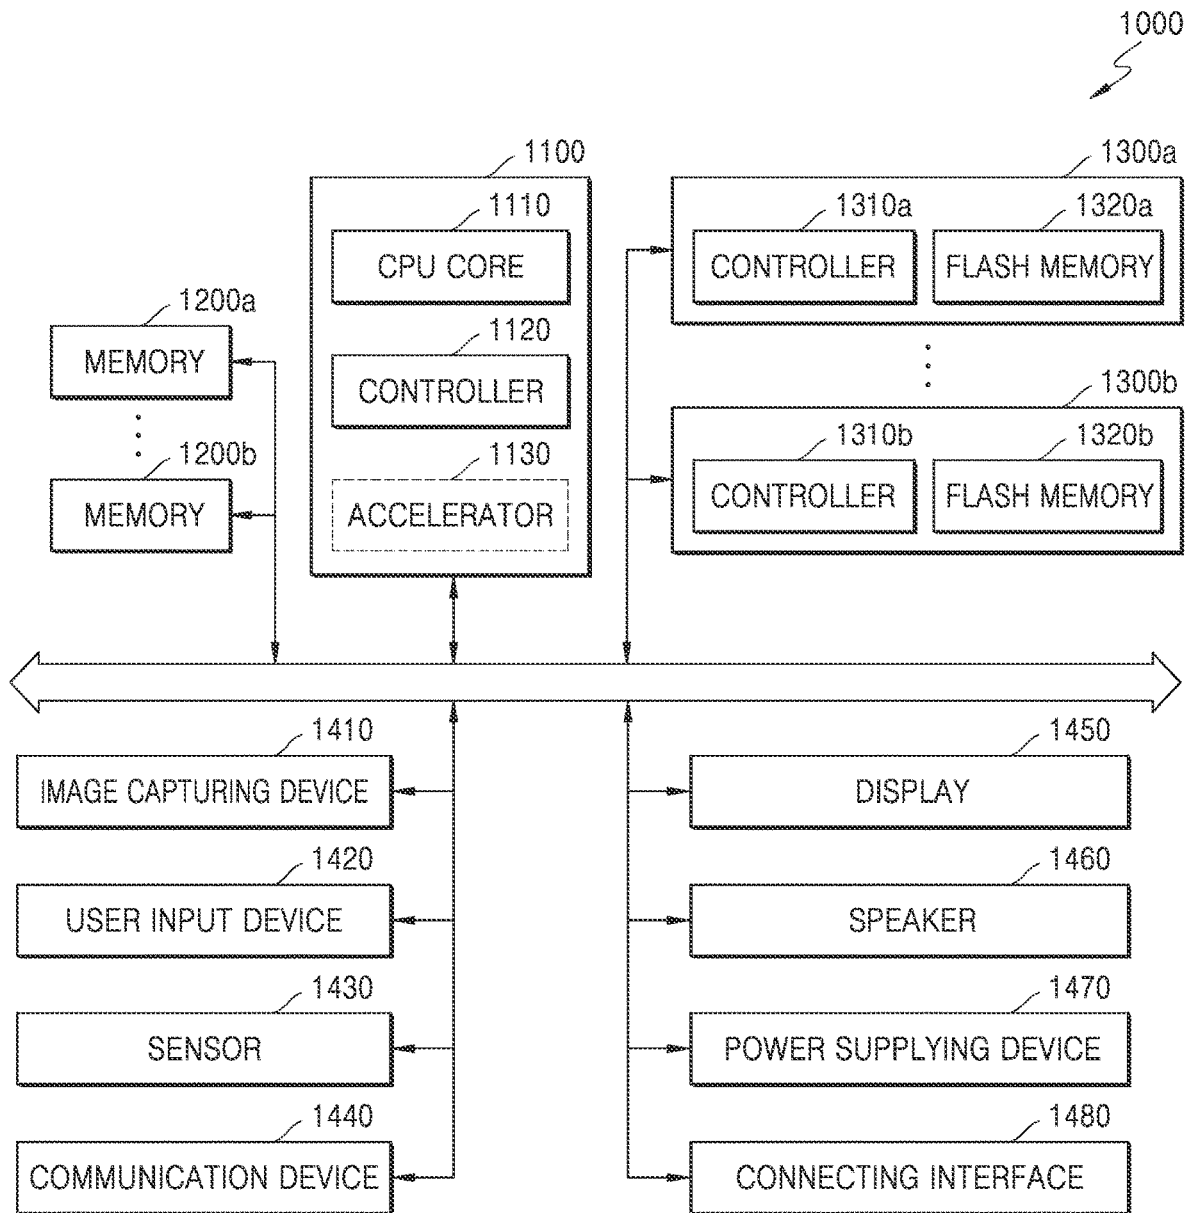 1000
1100
1300a
1110
1310a
1320a
CPU CORE
CONTROLLER
FLASH MEMORY
1200a
1120
MEMORY
CONTROLLER
1300b
1200b
1130
1310b
1320b
MEMORY
ACCELERATOR
CONTROLLER
FLASH MEMORY
1410
1450
IMAGE CAPTURING DEVICE
DISPLAY
1420
1460
USER INPUT DEVICE
SPEAKER
1430
1470
SENSOR
POWER SUPPLYING DEVICE
1440
1480
COMMUNICATION DEVICE
CONNECTING INTERFACE